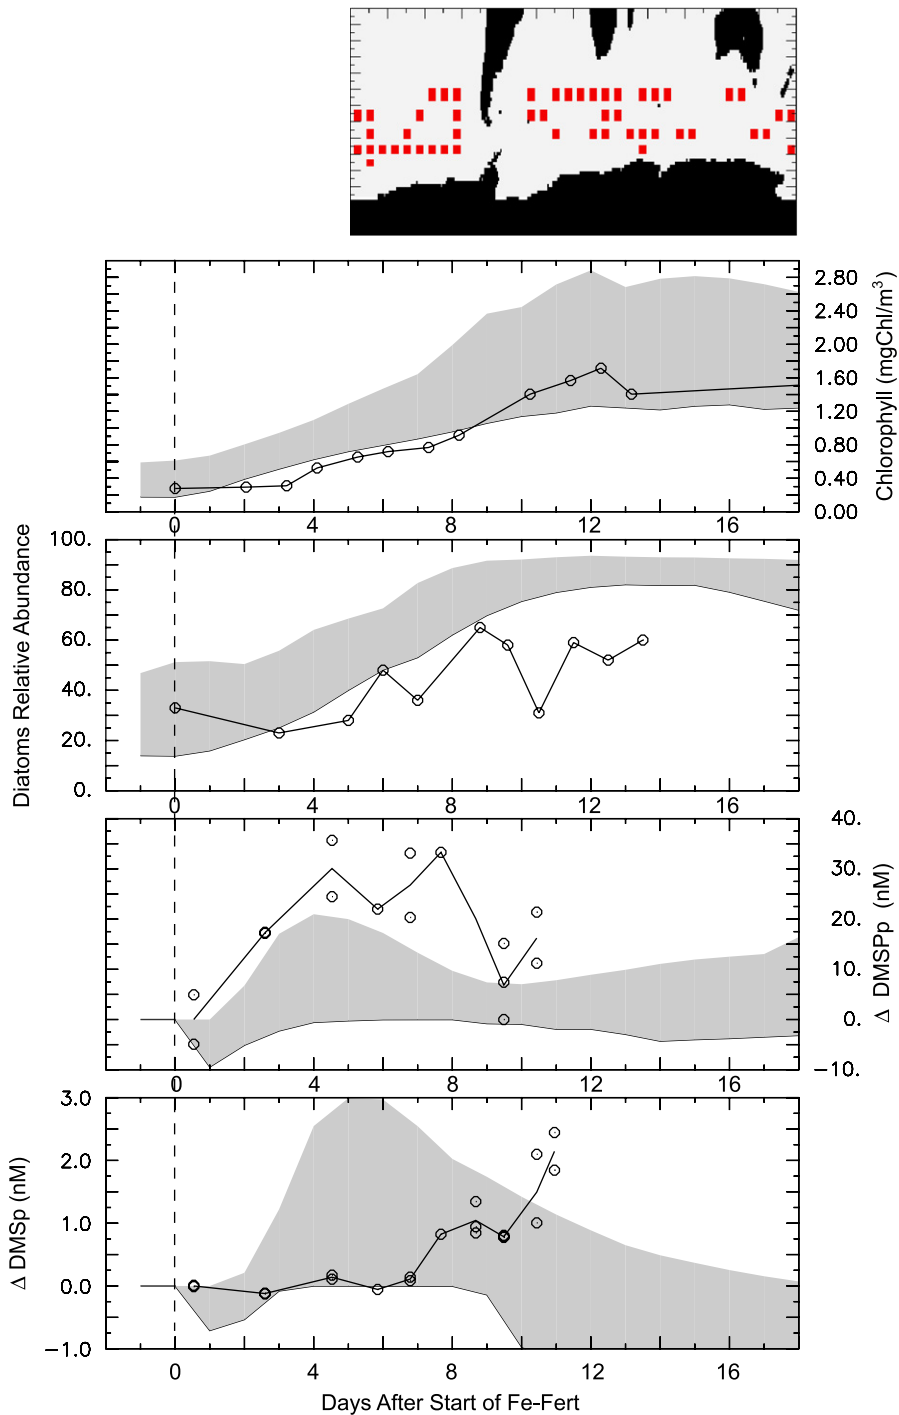 2.80
2.40
2.00
1.60
1.20
0.80
0.40
0.00
Chlorophyll (mgChl/m³)
0 4 8 12 16
100.
80.
60.
40.
20.
0.
Diatoms Relative Abundance
0 4 8 12 16
40.
30.
20.
10.
0.
−10.
Δ DMSPp (nM)
0 4 8 12 16
3.0
2.0
1.0
0.0
−1.0
Δ DMSp (nM)
0 4 8 12 16
Days After Start of Fe-Fert